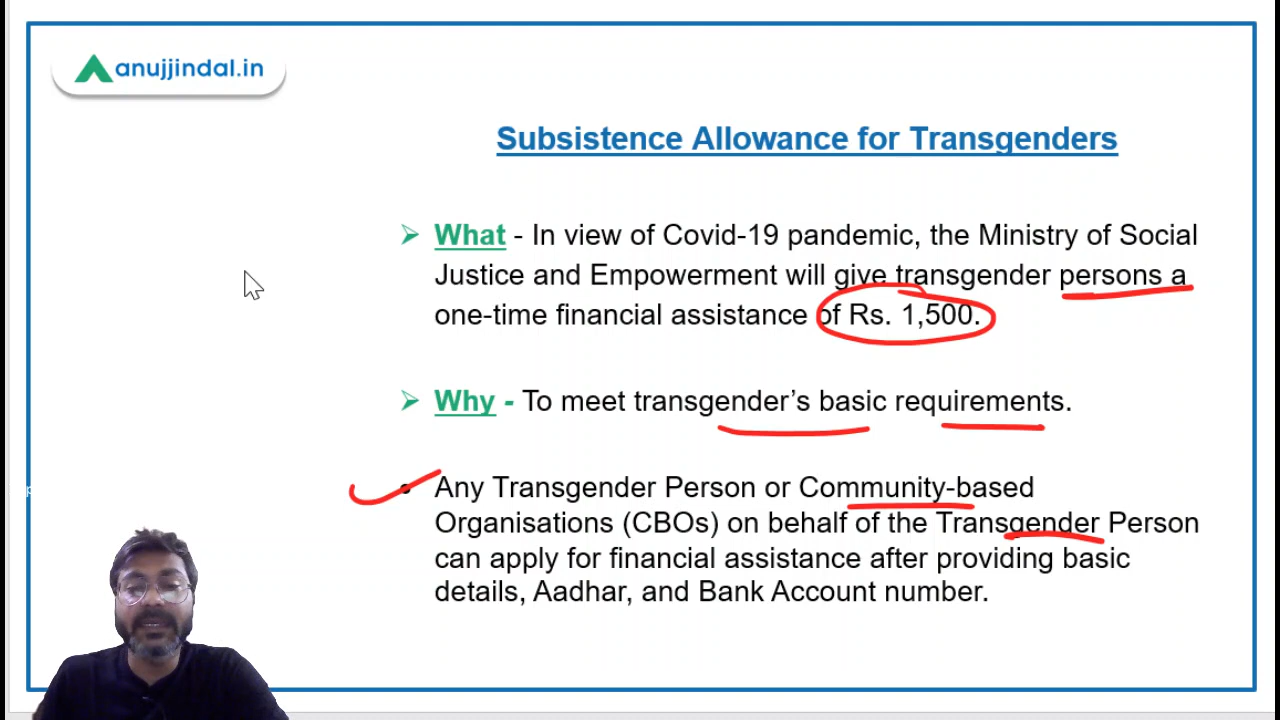 anujjindal.in
Subsistence Allowance for Transgenders
➢ What - In view of Covid-19 pandemic, the Ministry of Social
Justice and Empowerment will give transgender persons a
one-time financial assistance of Rs. 1,500.
➢ Why - To meet transgender’s basic requirements.
• Any Transgender Person or Community-based
Organisations (CBOs) on behalf of the Transgender Person
can apply for financial assistance after providing basic
details, Aadhar, and Bank Account number.